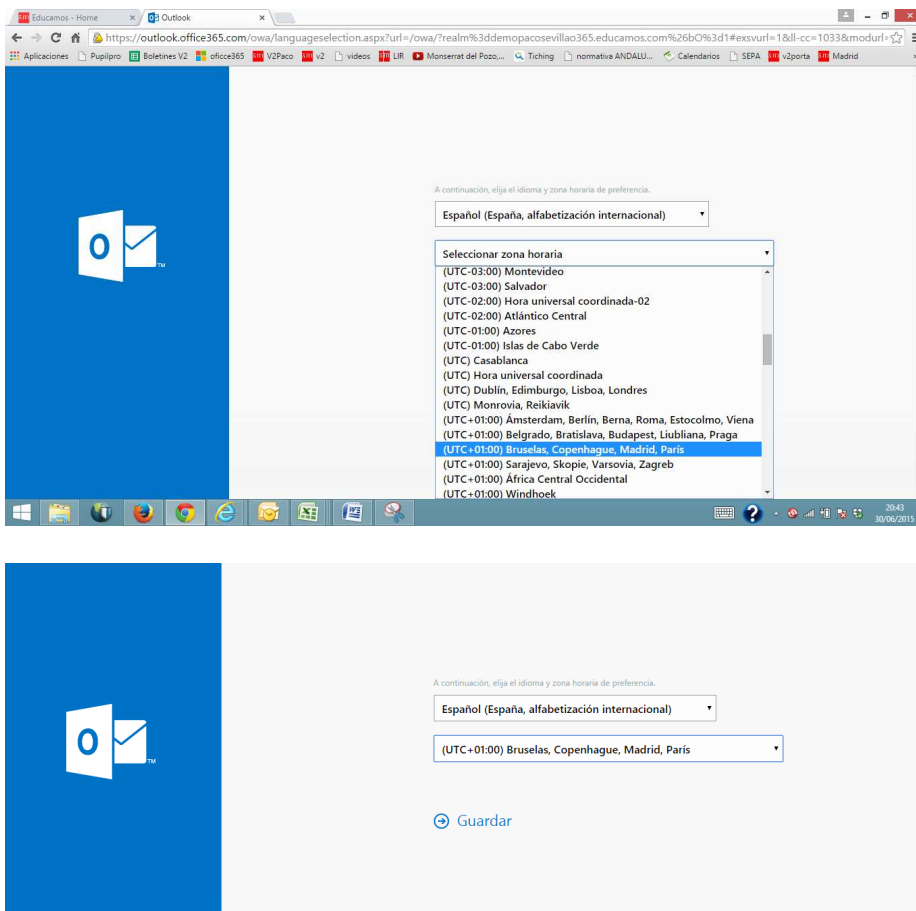 Educamos - Home
Outlook
https://outlook.office365.com/owa/languageselection.aspx?url=/owa/?realm%3ddemopacosevillao365.educamos.com%26bO%3d1#exsvurl=1&ll-cc=1033&modurl=
Aplicaciones Pupilpro Boletines V2 oficce365 V2Paco v2 videos LIR Monserrat del Pozo,... Tiching normativa ANDALU... Calendarios SEPA v2porta Madrid
A continuación, elija el idioma y zona horaria de preferencia.
Español (España, alfabetización internacional)
Seleccionar zona horaria
(UTC-03:00) Montevideo
(UTC-03:00) Salvador
(UTC-02:00) Hora universal coordinada-02
(UTC-02:00) Atlántico Central
(UTC-01:00) Azores
(UTC-01:00) Islas de Cabo Verde
(UTC) Casablanca
(UTC) Hora universal coordinada
(UTC) Dublín, Edimburgo, Lisboa, Londres
(UTC) Monrovia, Reikiavik
(UTC+01:00) Ámsterdam, Berlín, Berna, Roma, Estocolmo, Viena
(UTC+01:00) Belgrado, Bratislava, Budapest, Liubliana, Praga
(UTC+01:00) Bruselas, Copenhague, Madrid, París
(UTC+01:00) Sarajevo, Skopie, Varsovia, Zagreb
(UTC+01:00) África Central Occidental
(UTC+01:00) Windhoek
O
TM
20:43
30/06/2015
A continuación, elija el idioma y zona horaria de preferencia.
Español (España, alfabetización internacional)
(UTC+01:00) Bruselas, Copenhague, Madrid, París
O
TM
Guardar